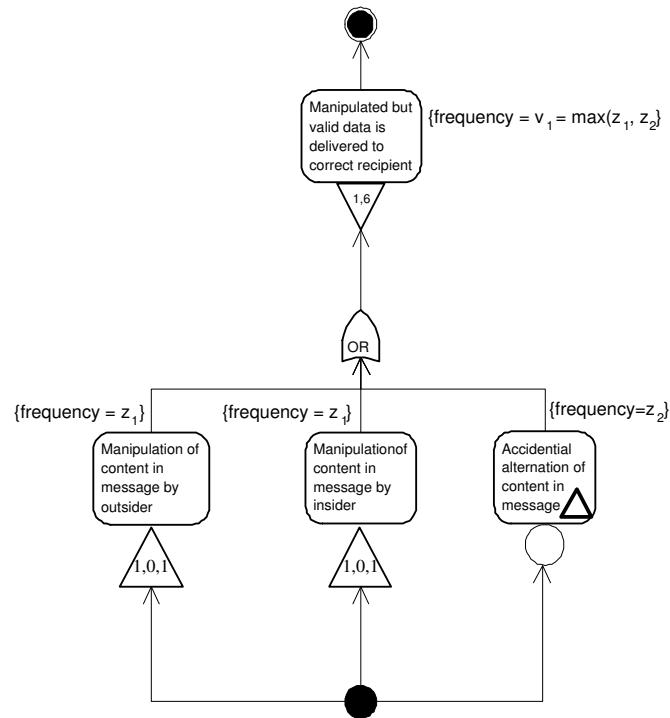 Manipulated but
valid data is
delivered to
correct recipient
{frequency = v1 = max(z1, z2}
1,6
OR
{frequency = z1}
{frequency = z1}
{frequency=z2}
Manipulation of
content in
message by
outsider
Manipulationof
content in
message by
insider
Accidential
alternation of
content in
message
1,0,1
1,0,1